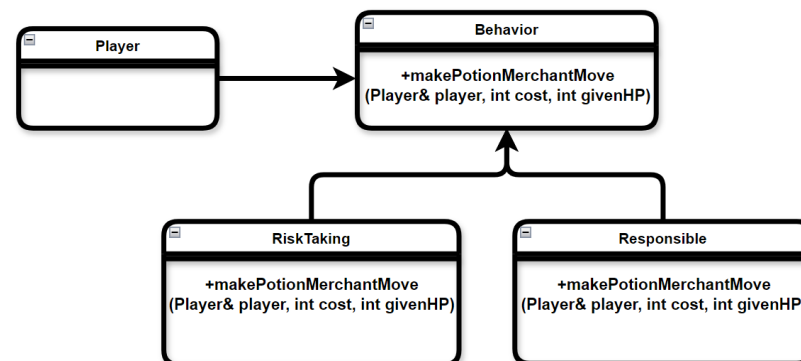 Player
Behavior
+makePotionMerchantMove
(Player& player, int cost, int givenHP)
RiskTaking
+makePotionMerchantMove
(Player& player, int cost, int givenHP)
Responsible
+makePotionMerchantMove
(Player& player, int cost, int givenHP